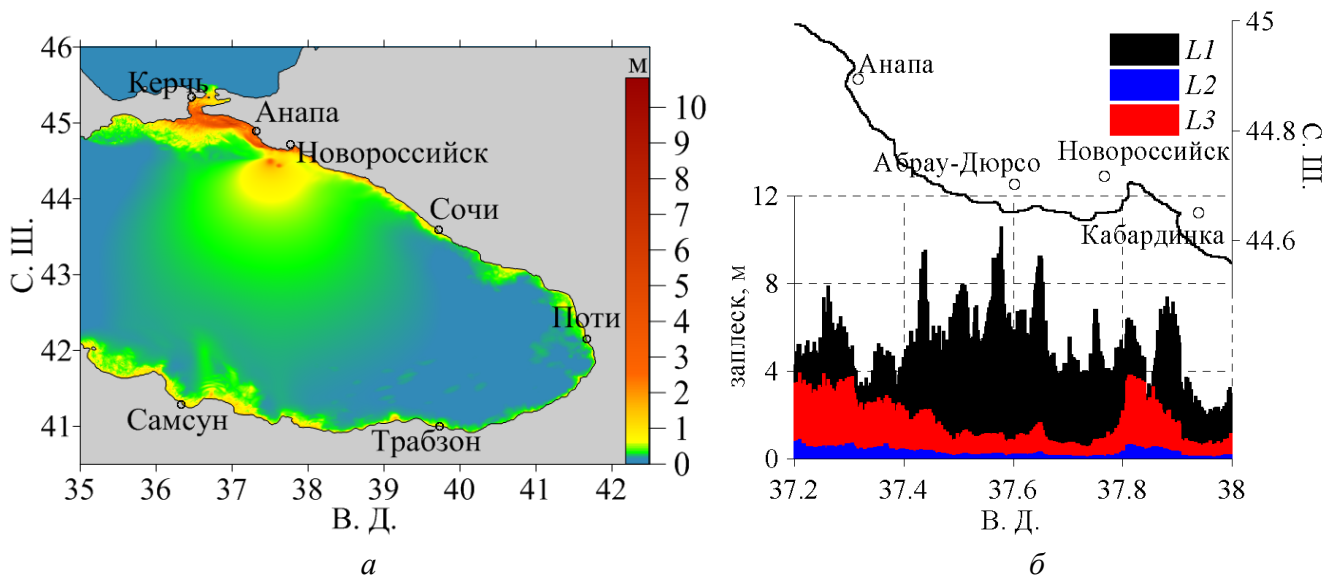 46
45
44
43
42
41
С. Ш.
35
36
37
38
39
40
41
42
В. Д.
Керчь
Анапа
Новороссийск
Сочи
Поти
Самсун
Трабзон
м
10
9
8
7
6
5
4
3
2
1
0
а
L1
L2
L3
Анапа
Абрау-Дюрсо
Новороссийск
Кабардинка
45
44.8
44.6
С. Ш.
12
8
4
0
заплеск, м
37.2
37.4
37.6
37.8
38
В. Д.
б